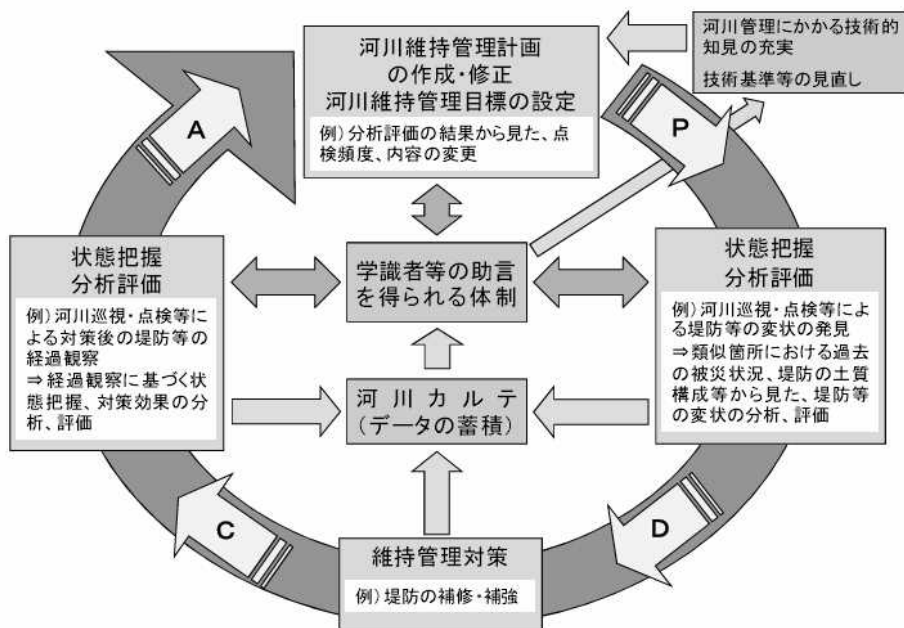 河川維持管理計画
の作成・修正
河川維持管理目標の設定
例）分析評価の結果から見た、点
検頻度、内容の変更
河川管理にかかる技術的
知見の充実
技術基準等の見直し
A
P
状態把握
分析評価
例）河川巡視・点検等に
よる対策後の堤防等の
経過観察
⇒経過観察に基づく状
態把握、対策効果の分
析、評価
学識者等の助言
を得られる体制
状態把握
分析評価
例）河川巡視・点検等によ
る堤防等の変状の発見
⇒類似箇所における過去
の被災状況、堤防の土質
構成等から見た、堤防等
の変状の分析、評価
河川カルテ
（データの蓄積）
C
D
維持管理対策
例）堤防の補修・補強